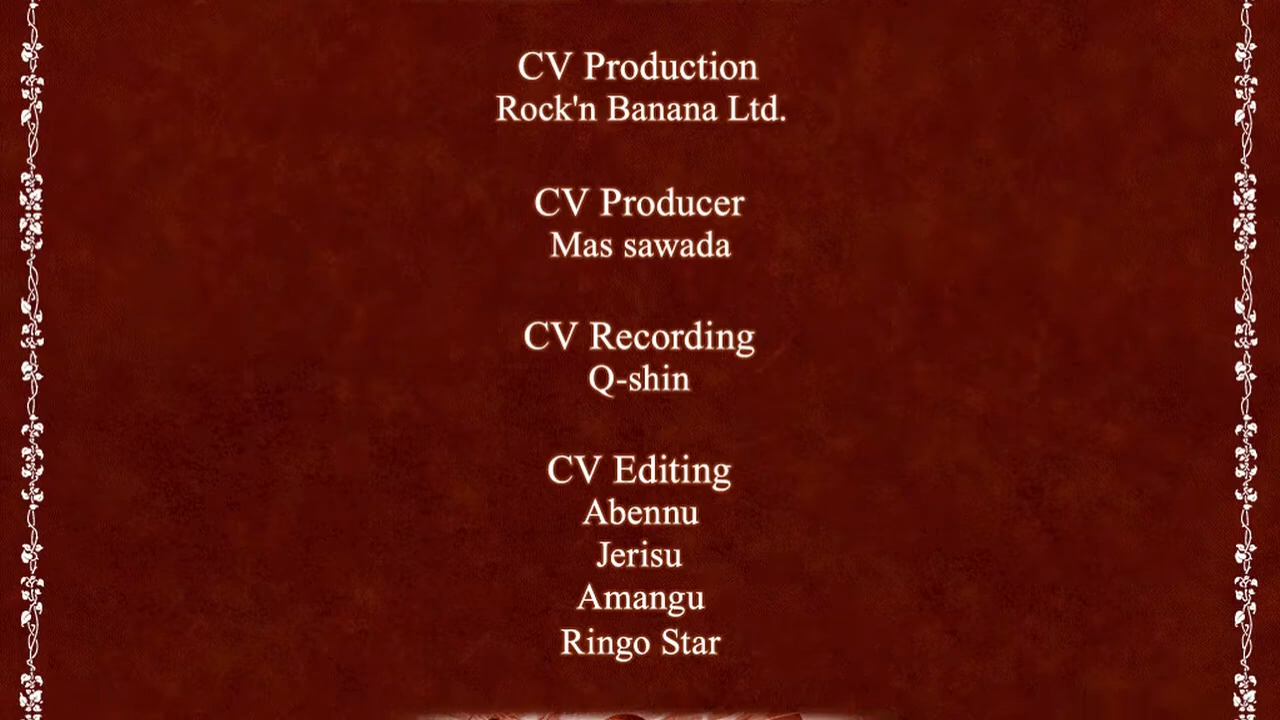 CV Production
Rock'n Banana Ltd.
CV Producer
Mas sawada
CV Recording
Q-shin
CV Editing
Abennu
Jerisu
Amangu
Ringo Star